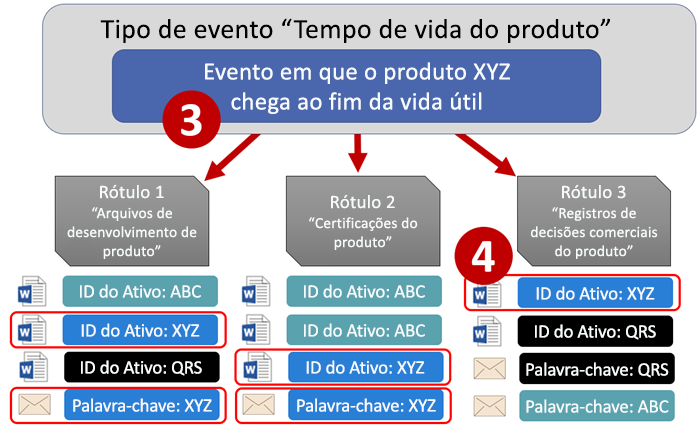 Tipo de evento “Tempo de vida do produto”
Evento em que o produto XYZ
chega ao fim da vida útil
3
Rótulo 1
“Arquivos de
desenvolvimento de
produto”
W ID do Ativo: ABC
W ID do Ativo: XYZ
W ID do Ativo: QRS
Palavra-chave: XYZ
Rótulo 2
“Certificações do
produto”
W ID do Ativo: ABC
W ID do Ativo: ABC
W ID do Ativo: XYZ
Palavra-chave: XYZ
Rótulo 3
“Registros de
decisões comerciais
do produto”
4
W ID do Ativo: XYZ
W ID do Ativo: QRS
Palavra-chave: QRS
Palavra-chave: ABC